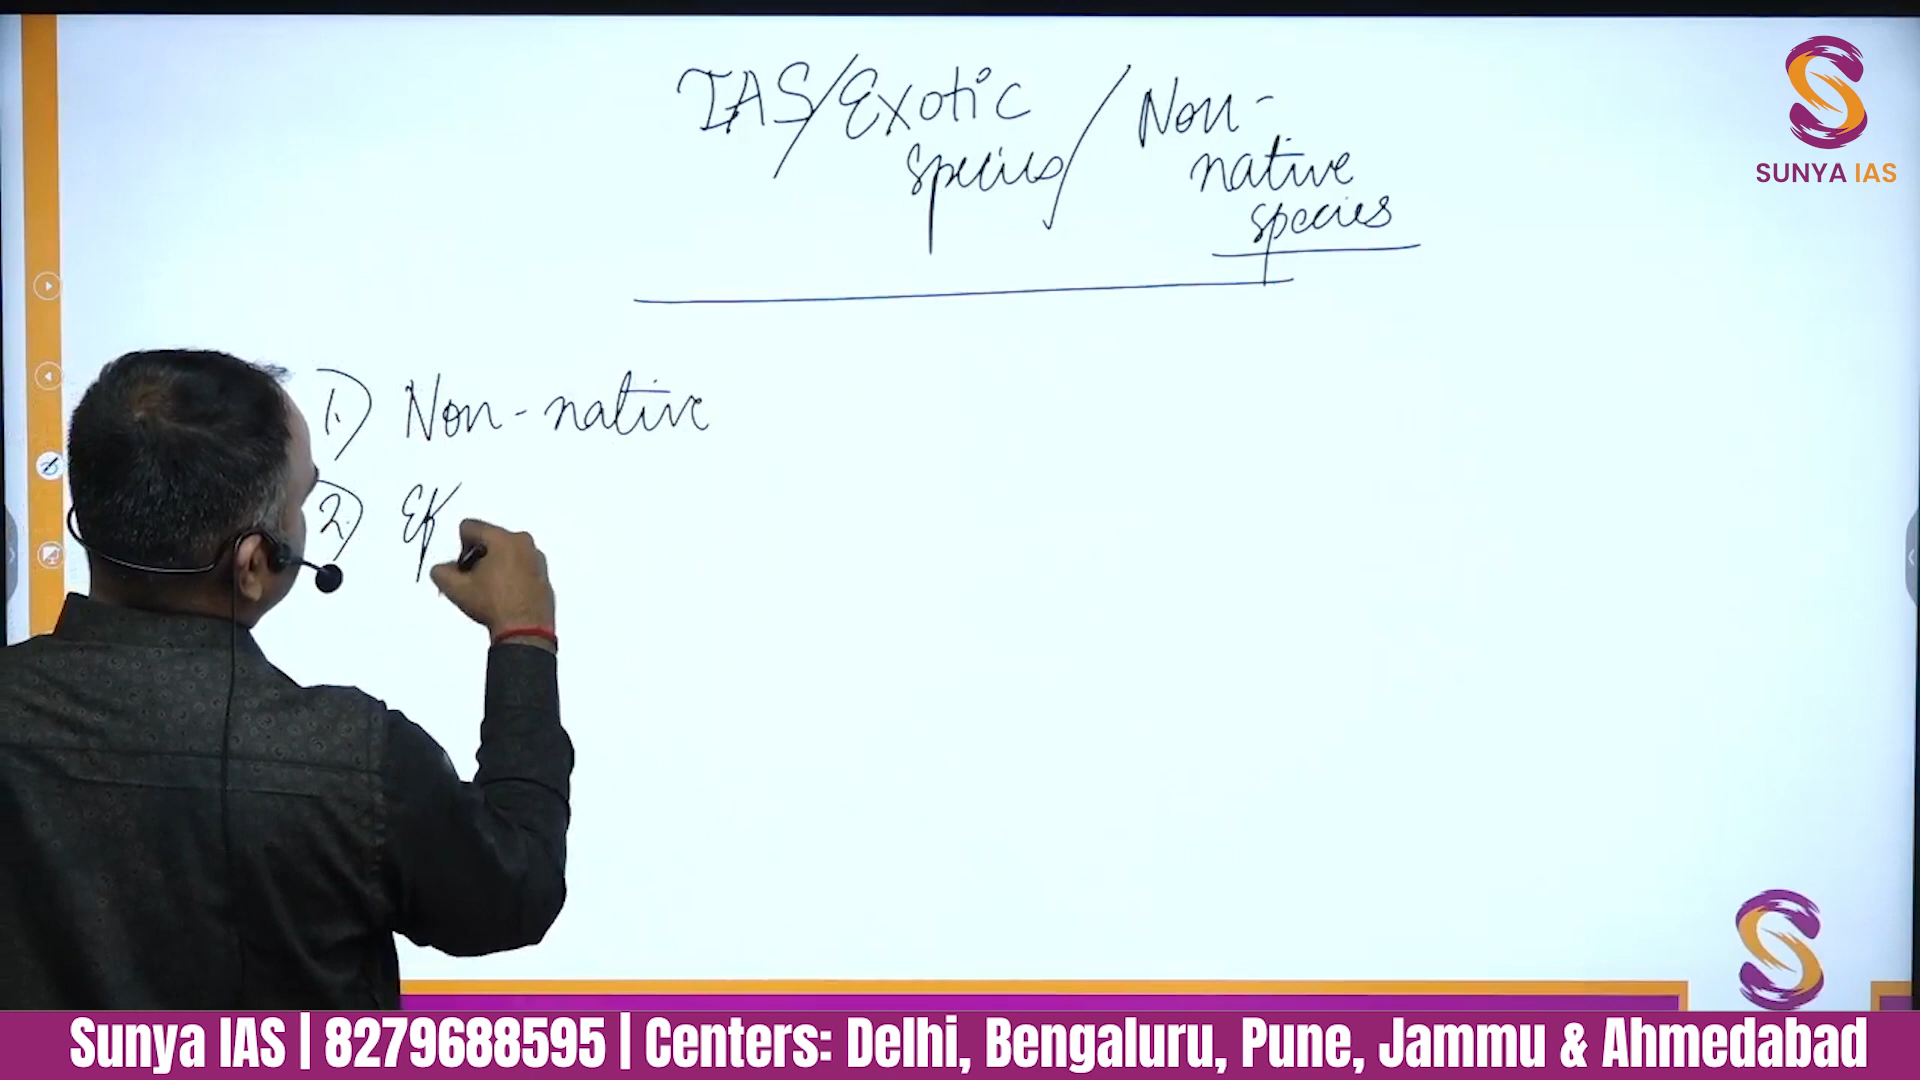 IAS/Exotic species/Non-native species
SUNYA IAS
1.) Non-native
2.)
Sunya IAS | 8279688595 | Centers: Delhi, Bengaluru, Pune, Jammu & Ahmedabad